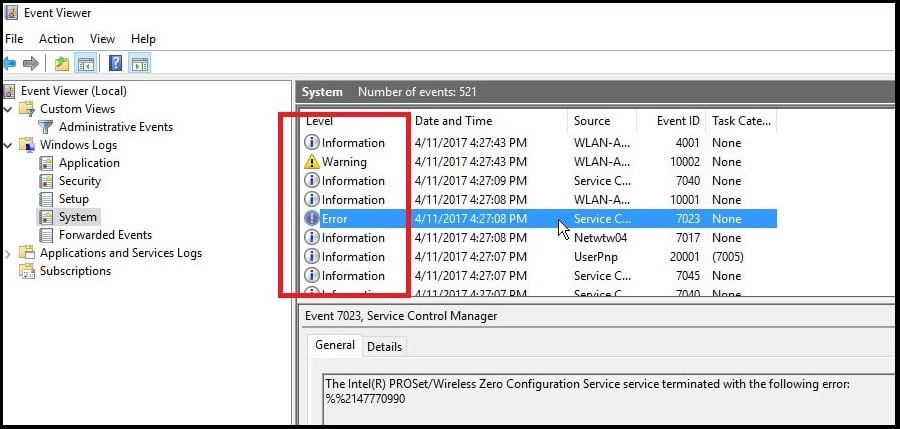 Event Viewer
File Action View Help
Event Viewer (Local)
Custom Views
Administrative Events
Windows Logs
Application
Security
Setup
System
Forwarded Events
Applications and Services Logs
Subscriptions
System Number of events: 521
Level Date and Time Source Event ID Task Cate...
Information 4/11/2017 4:27:43 PM WLAN-A... 4001 None
Warning 4/11/2017 4:27:43 PM WLAN-A... 10002 None
Information 4/11/2017 4:27:09 PM Service C... 7040 None
Information 4/11/2017 4:27:08 PM WLAN-A... 10001 None
Error 4/11/2017 4:27:08 PM Service C... 7023 None
Information 4/11/2017 4:27:08 PM Netwtw04 7017 None
Information 4/11/2017 4:27:07 PM UserPnp 20001 (7005)
Information 4/11/2017 4:27:07 PM Service C... 7045 None
Information 4/11/2017 4:27:07 PM Service C... 7040 None
Event 7023, Service Control Manager
General Details
The Intel(R) PROSet/Wireless Zero Configuration Service service terminated with the following error:
%%2147770990